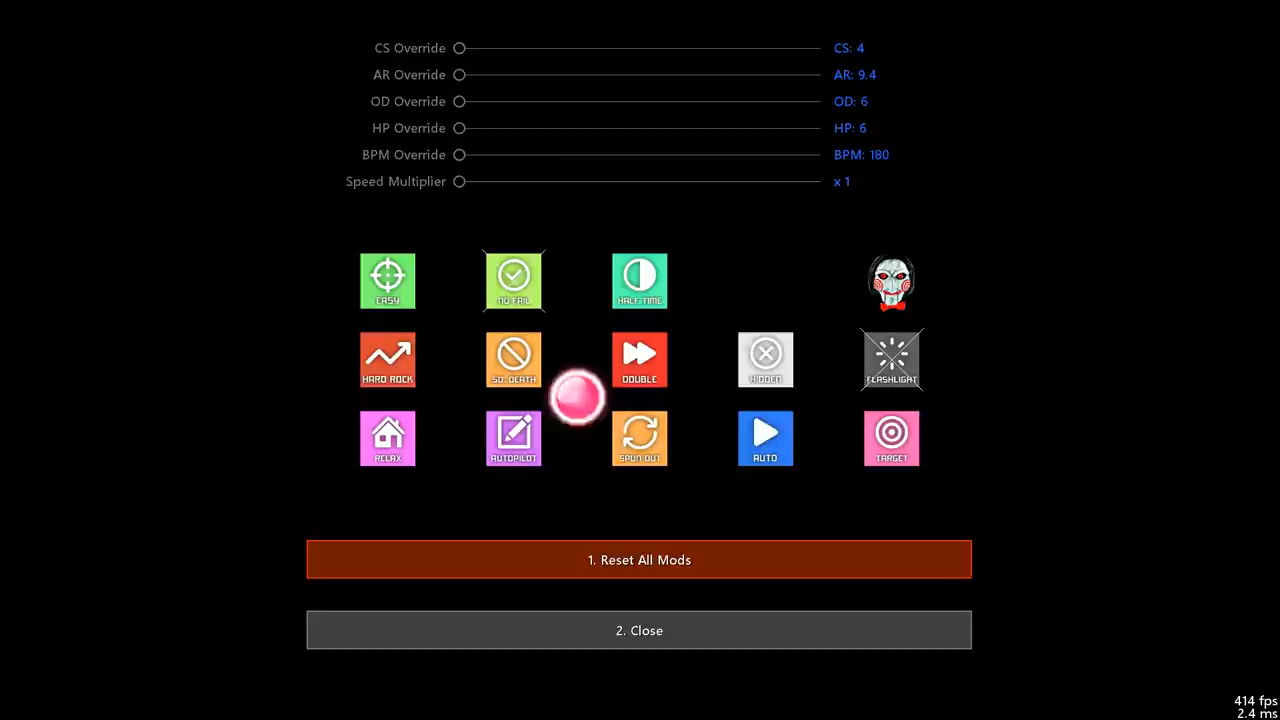 CS Override CS: 4
AR Override AR: 9.4
OD Override OD: 6
HP Override HP: 6
BPM Override BPM: 180
Speed Multiplier x 1
EASY NO FAIL HALF TIME
HARD ROCK SO. DEATH DOUBLE HIDDEN FLASHLIGHT
RELAX AUTOPILOT SPUN OUT AUTO TARGET
1. Reset All Mods
2. Close
414 fps
2.4 ms